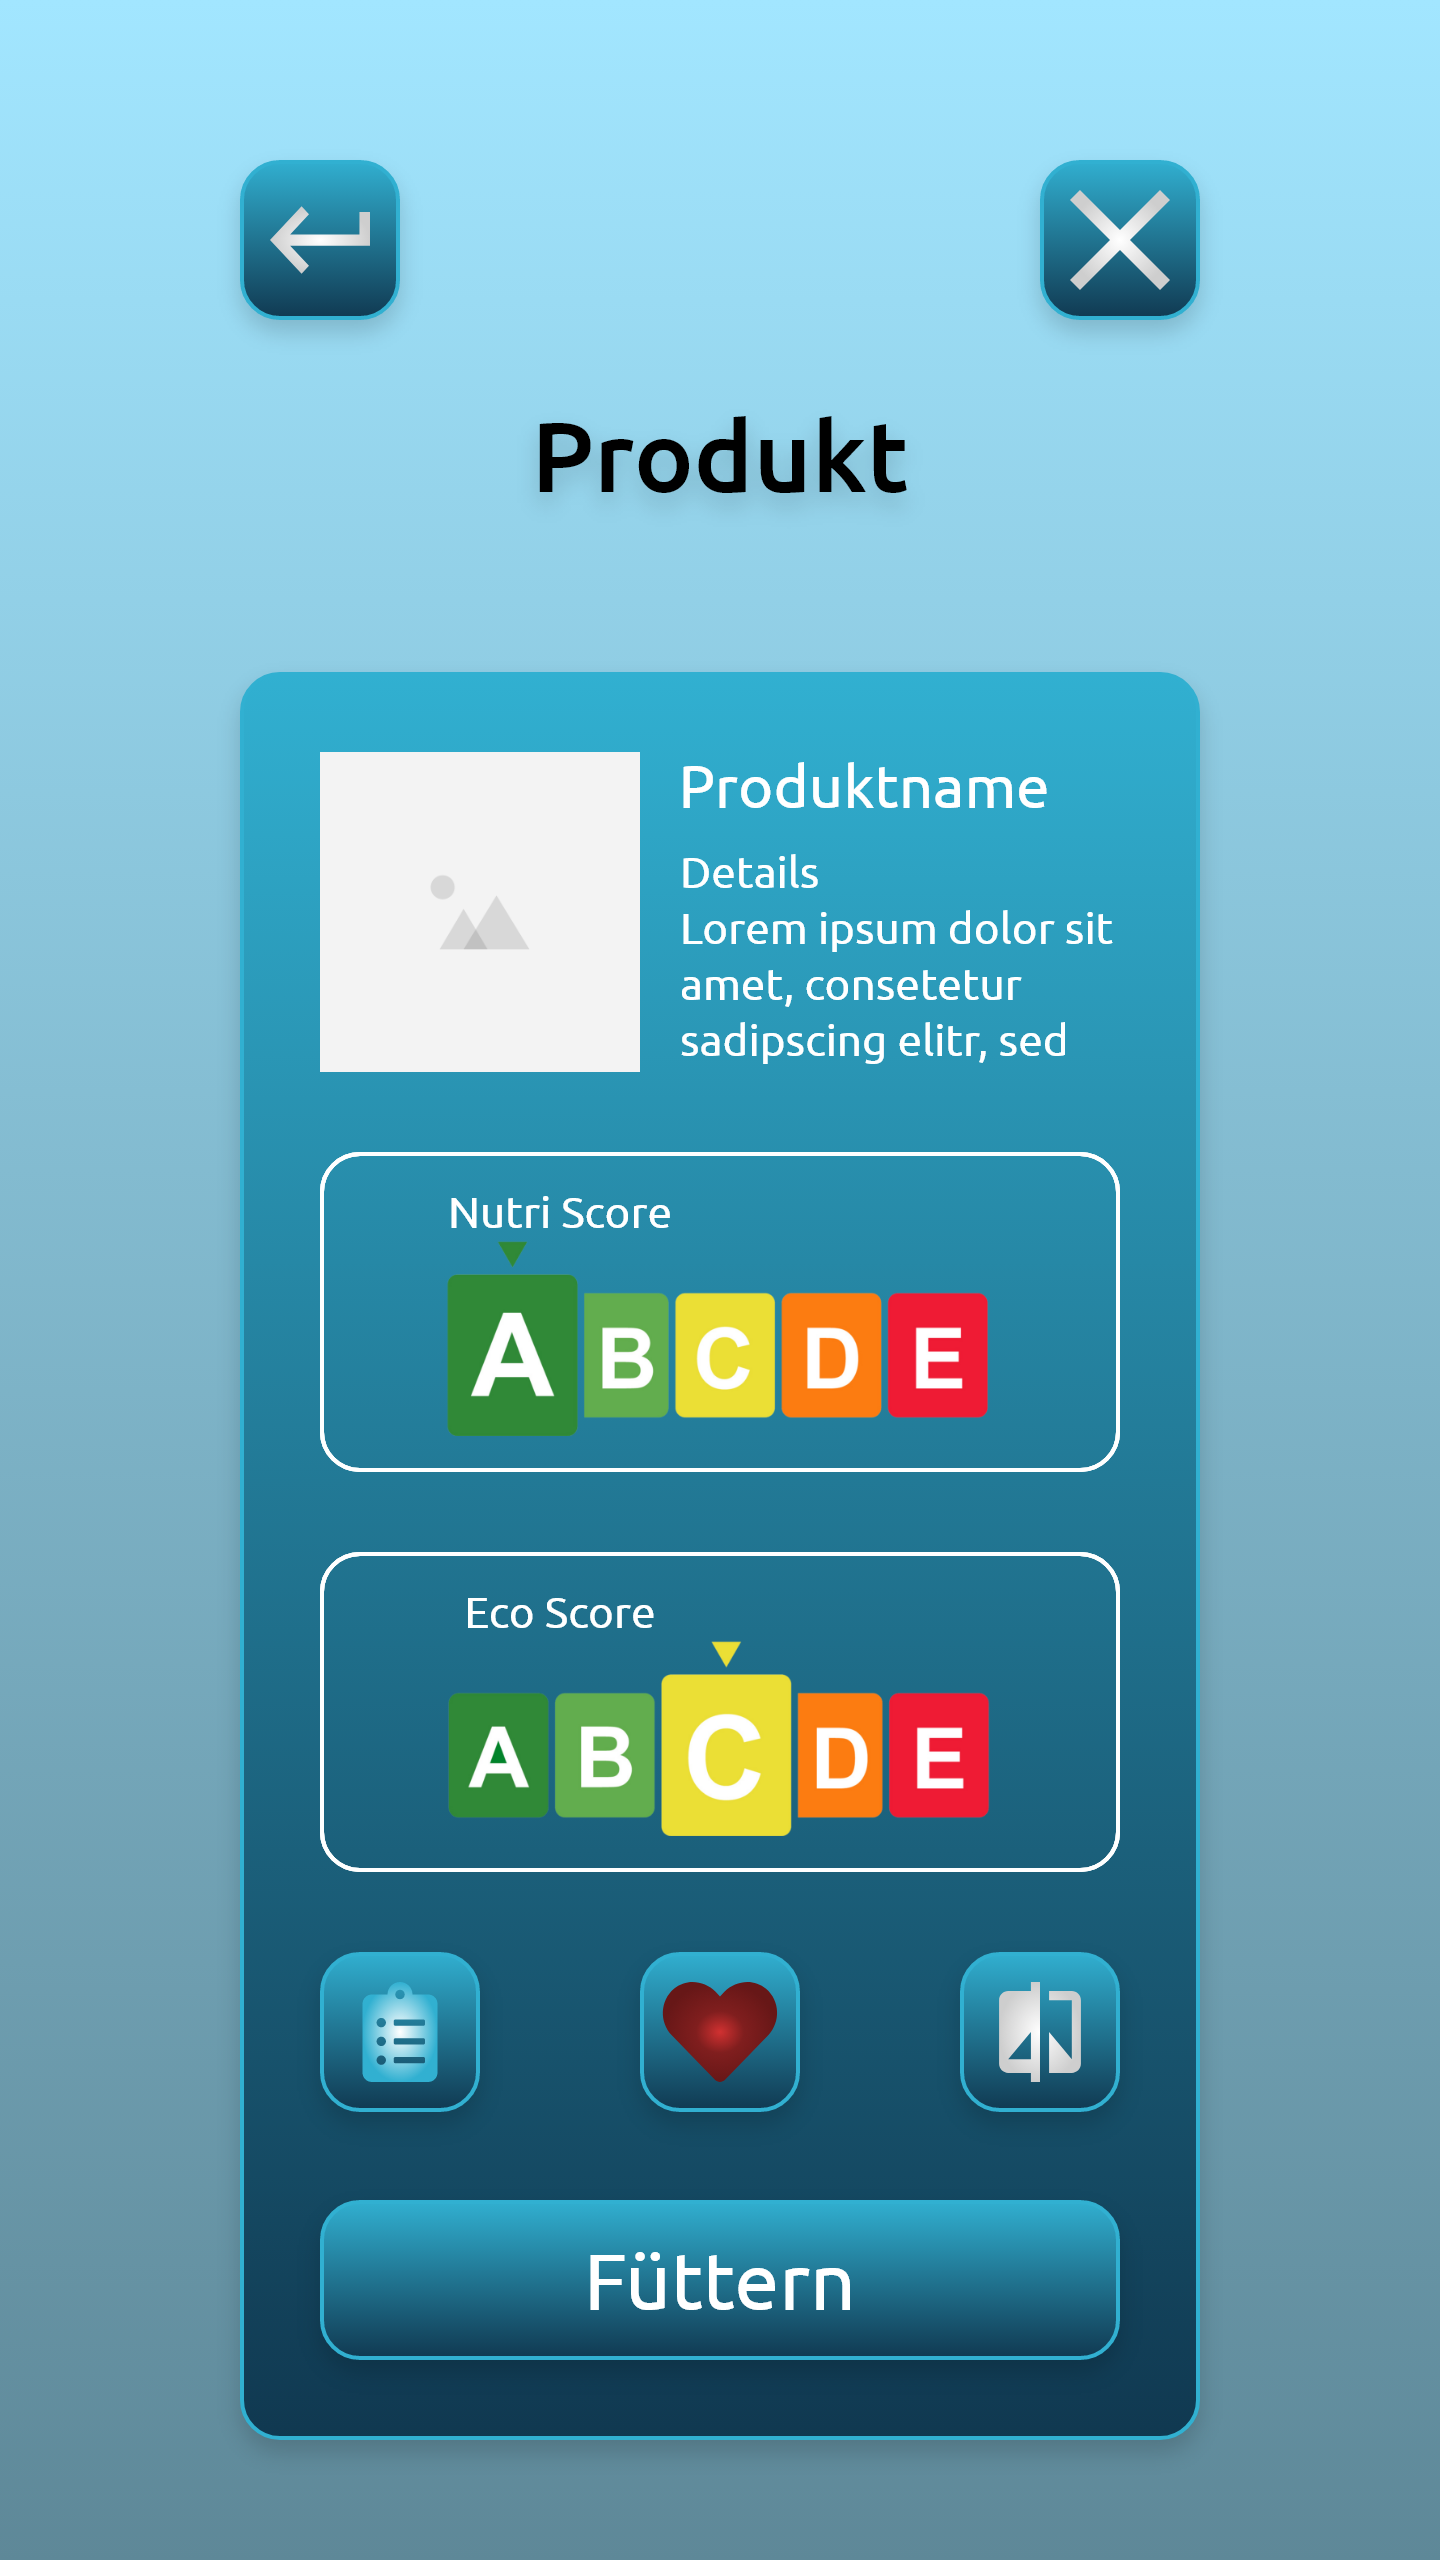 Produkt
Produktname
Details
Lorem ipsum dolor sit
amet, consetetur
sadipscing elitr, sed
Nutri Score
A B C D E
Eco Score
A B C D E
Füttern